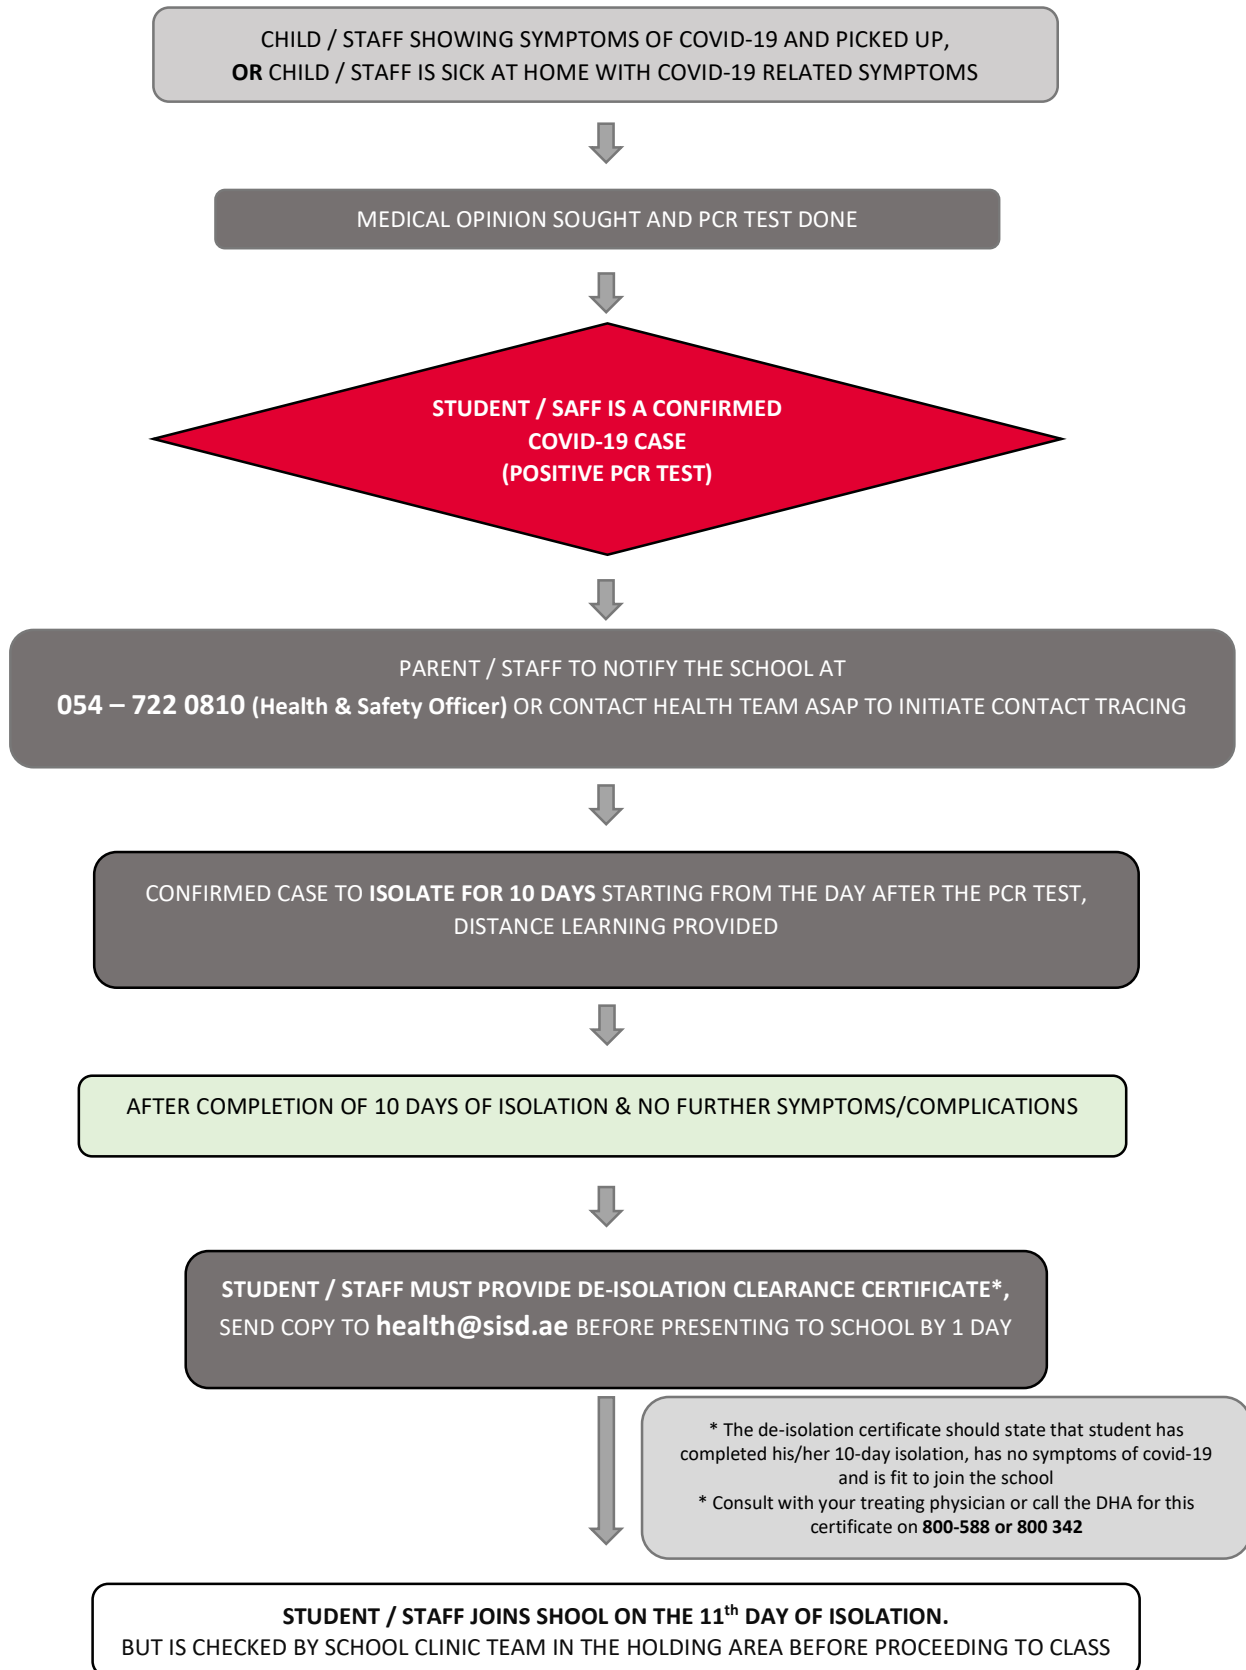 CHILD / STAFF SHOWING SYMPTOMS OF COVID-19 AND PICKED UP,
OR CHILD / STAFF IS SICK AT HOME WITH COVID-19 RELATED SYMPTOMS
MEDICAL OPINION SOUGHT AND PCR TEST DONE
STUDENT / SAFF IS A CONFIRMED
COVID-19 CASE
(POSITIVE PCR TEST)
PARENT / STAFF TO NOTIFY THE SCHOOL AT
054 – 722 0810 (Health & Safety Officer) OR CONTACT HEALTH TEAM ASAP TO INITIATE CONTACT TRACING
CONFIRMED CASE TO ISOLATE FOR 10 DAYS STARTING FROM THE DAY AFTER THE PCR TEST,
DISTANCE LEARNING PROVIDED
AFTER COMPLETION OF 10 DAYS OF ISOLATION & NO FURTHER SYMPTOMS/COMPLICATIONS
STUDENT / STAFF MUST PROVIDE DE-ISOLATION CLEARANCE CERTIFICATE*,
SEND COPY TO health@sisd.ae BEFORE PRESENTING TO SCHOOL BY 1 DAY
* The de-isolation certificate should state that student has
completed his/her 10-day isolation, has no symptoms of covid-19
and is fit to join the school
* Consult with your treating physician or call the DHA for this
certificate on 800-588 or 800 342
STUDENT / STAFF JOINS SHOOL ON THE 11th DAY OF ISOLATION.
BUT IS CHECKED BY SCHOOL CLINIC TEAM IN THE HOLDING AREA BEFORE PROCEEDING TO CLASS